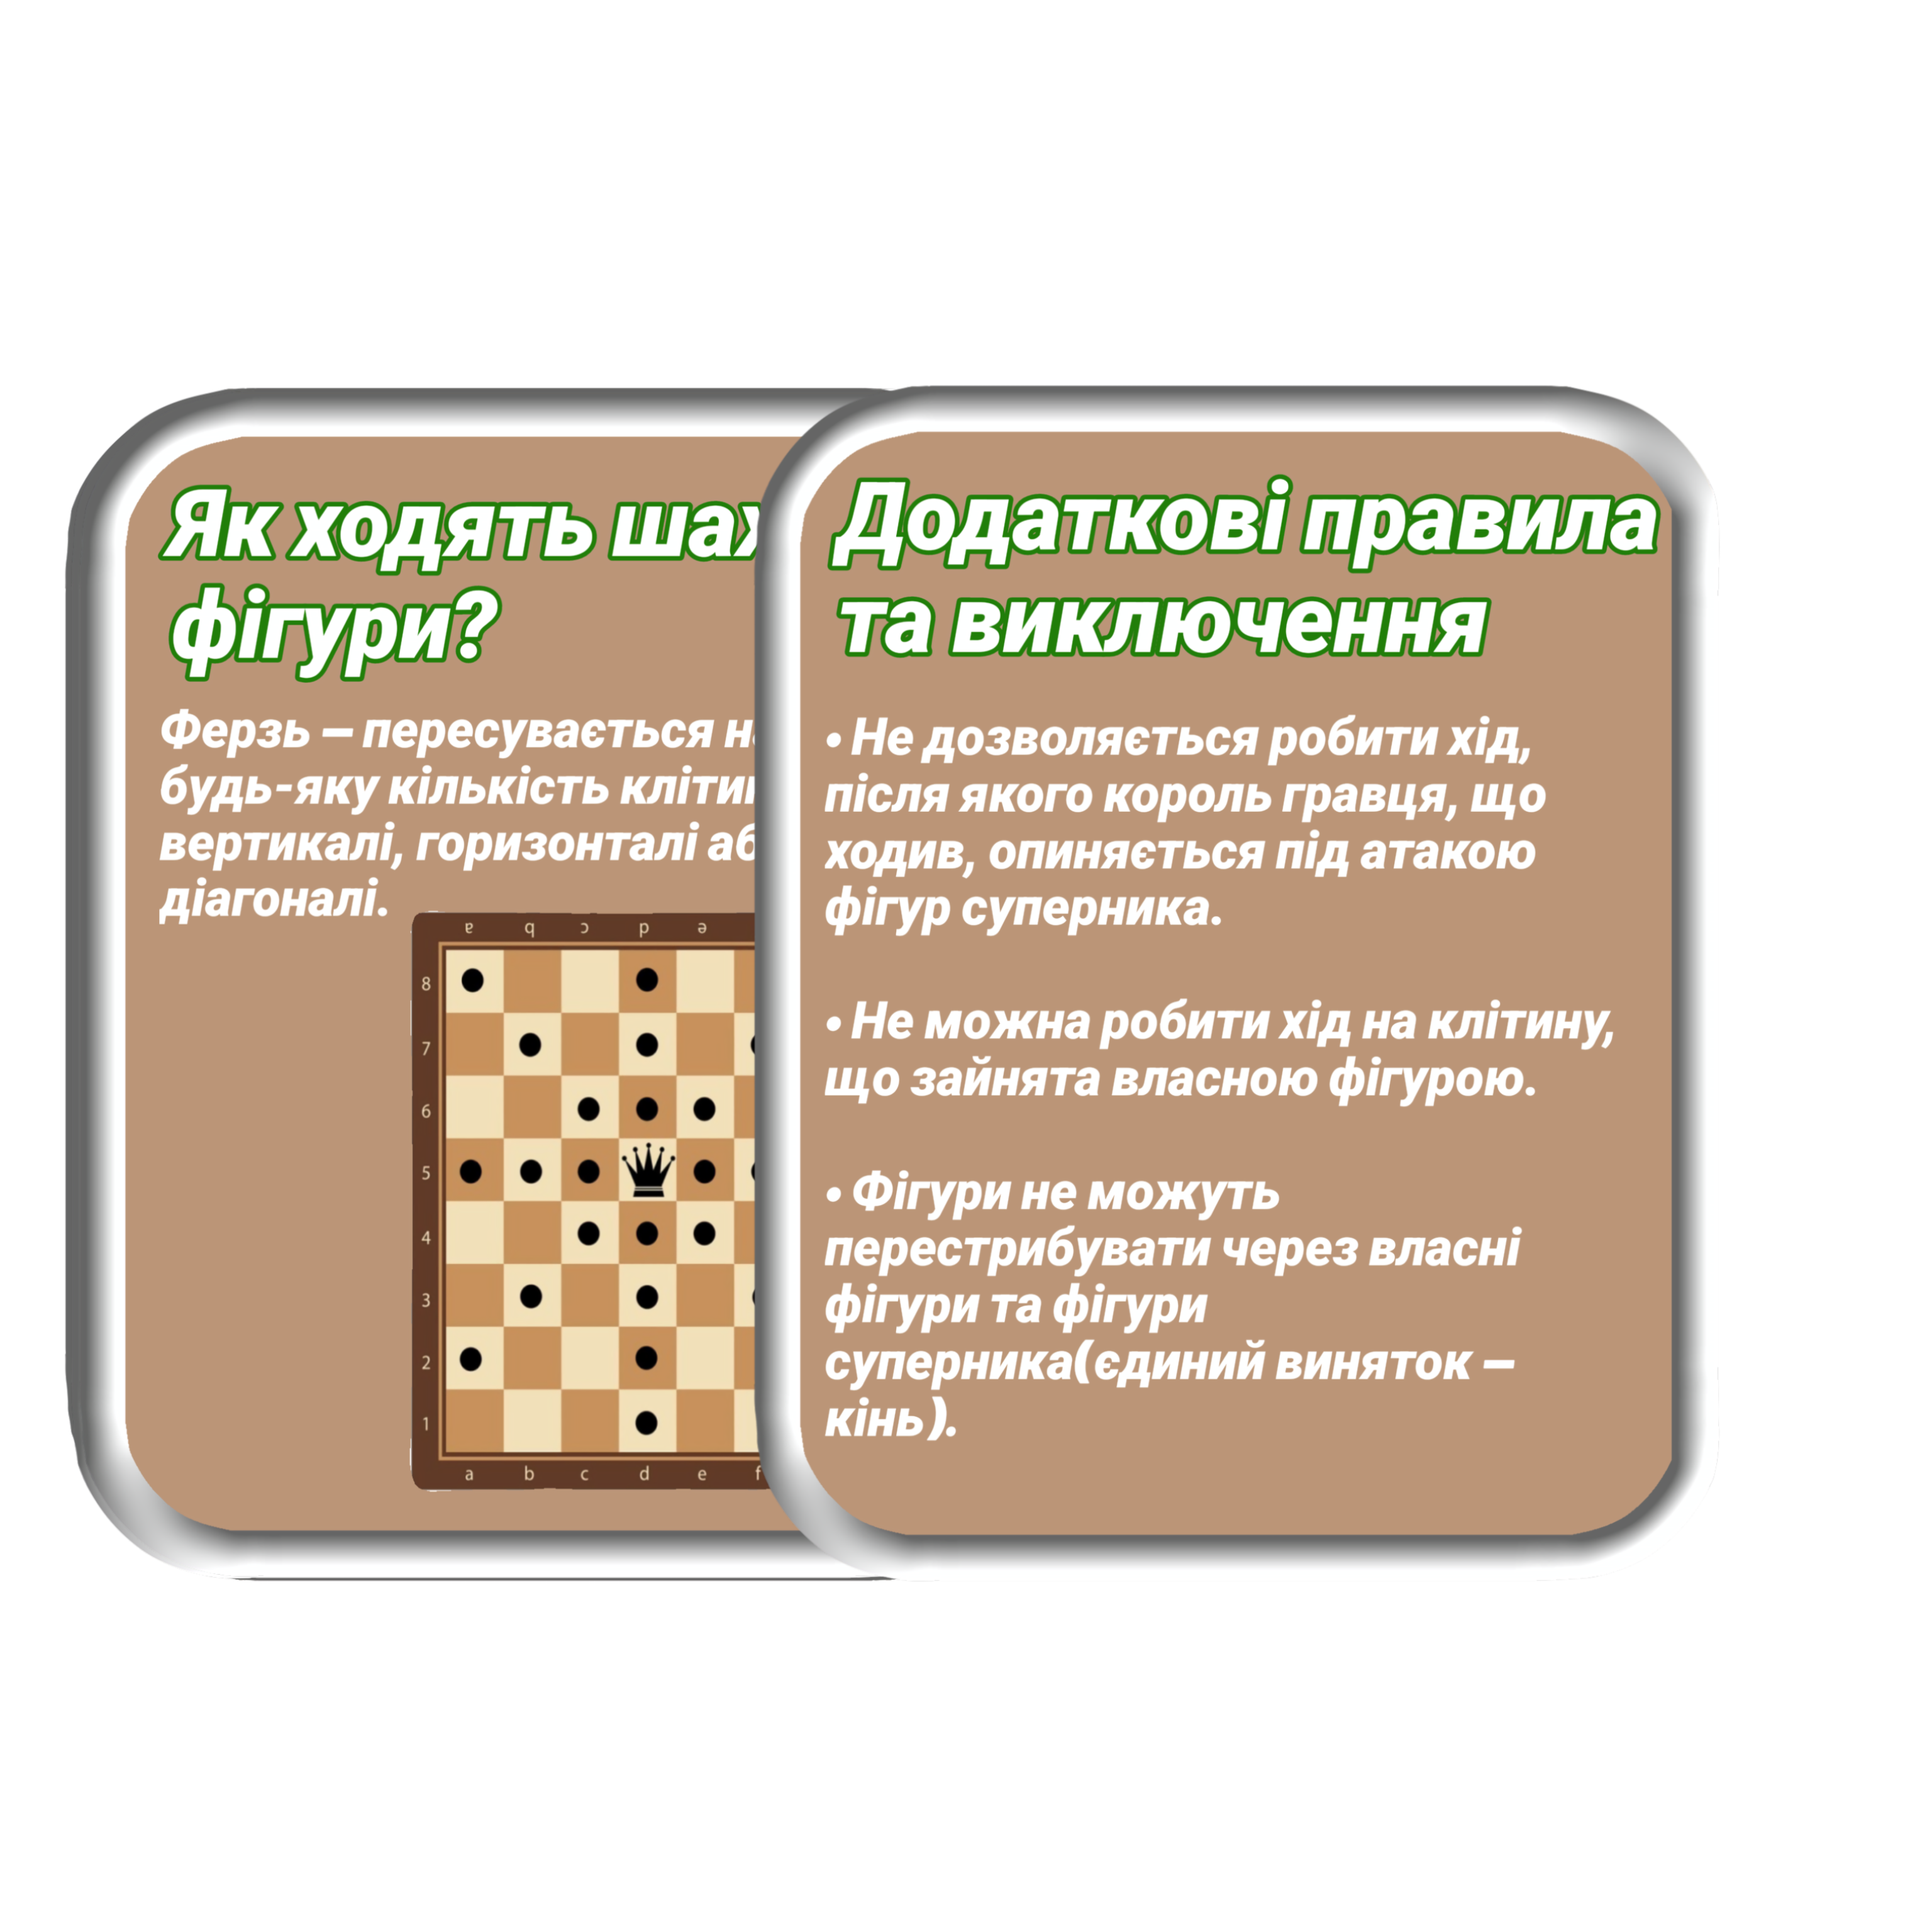 Як ходять
фігури?
Ферзь — пересувається
будь-яку кількість
вертикалі, горизонталі
діагоналі.
a b c d e
8
7
6
5
4
3
2
1
a b c d e f
Додаткові правила
та виключення
• Не дозволяється робити хід,
після якого король гравця, що
ходив, опиняється під атакою
фігур суперника.
• Не можна робити хід на клітину,
що зайнята власною фігурою.
• Фігури не можуть
перестрибувати через власні
фігури та фігури
суперника(єдиний виняток —
кінь).